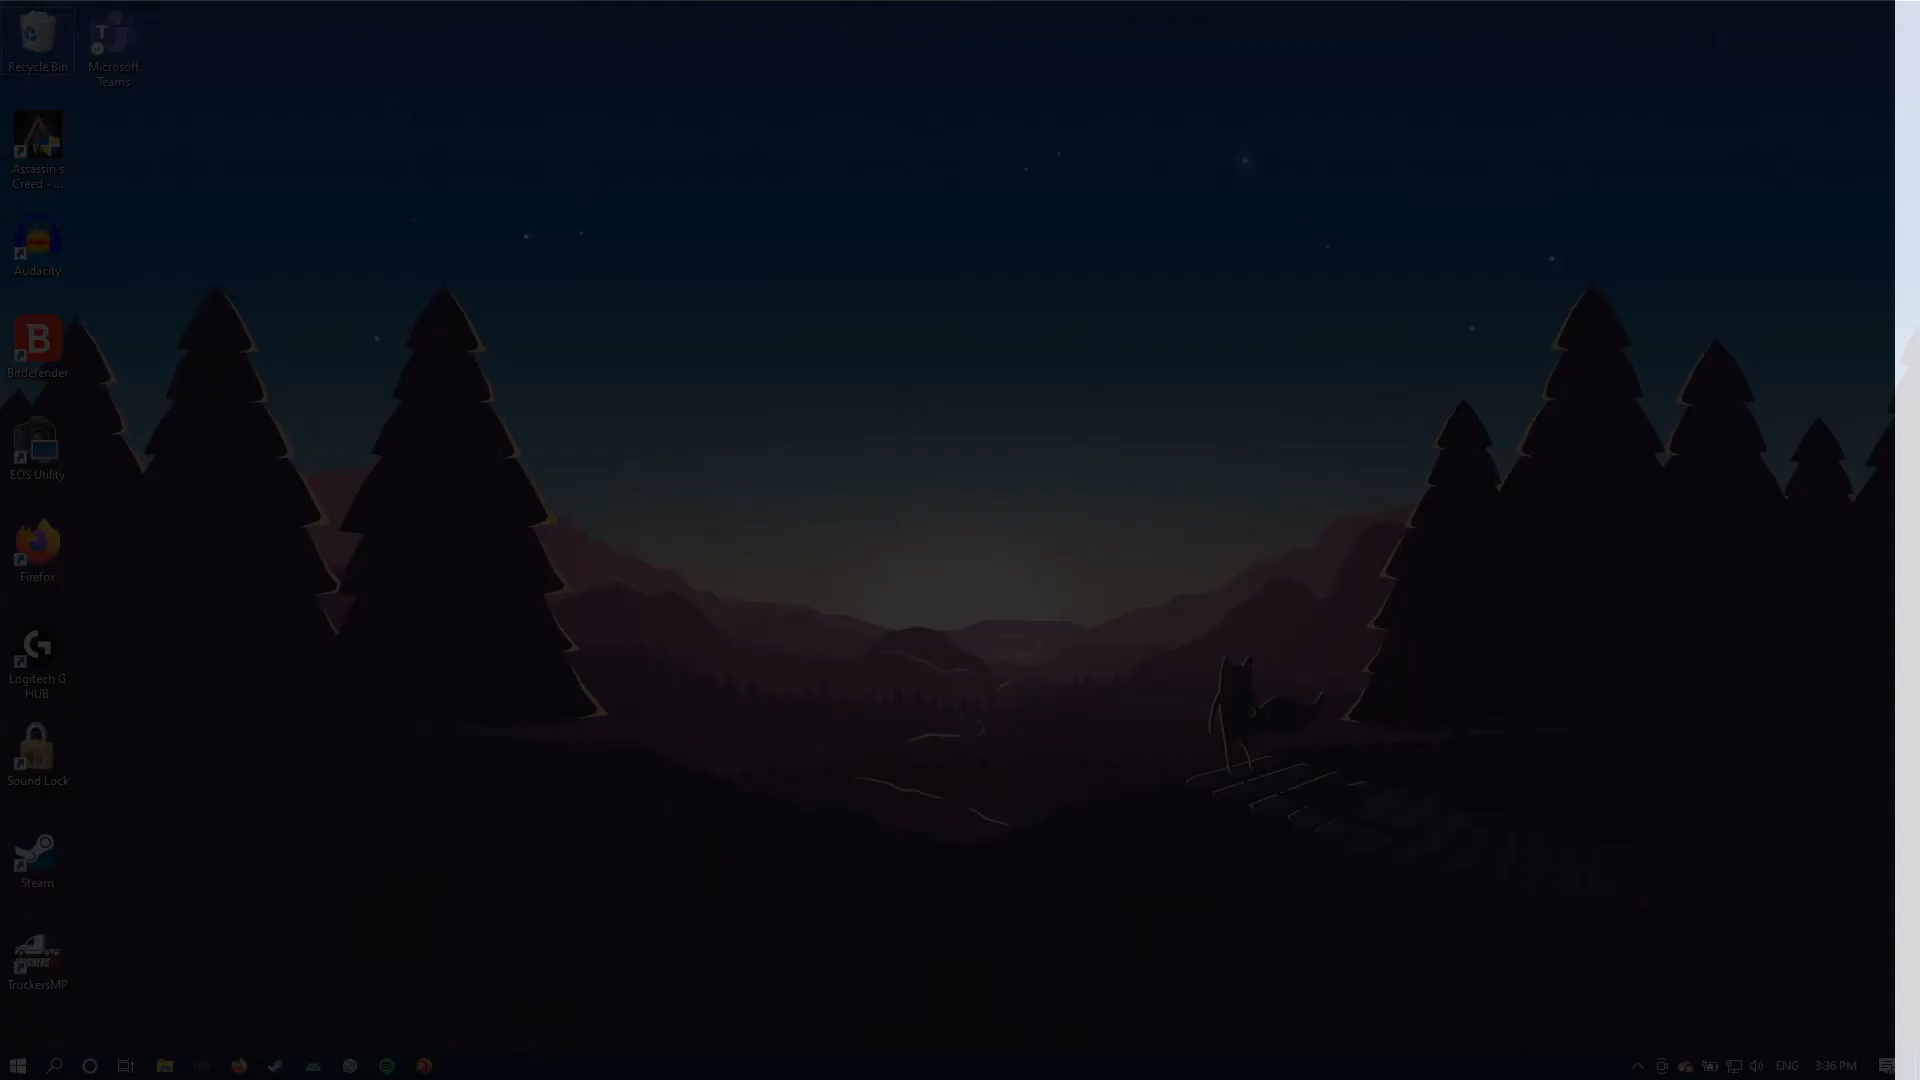 Recycle Bin
Microsoft
Teams
Assassin's
Creed - ...
Audacity
Bitdefender
EOS Utility
Firefox
Logitech G
HUB
Sound Lock
Steam
TruckersMP
ENG
3:36 PM